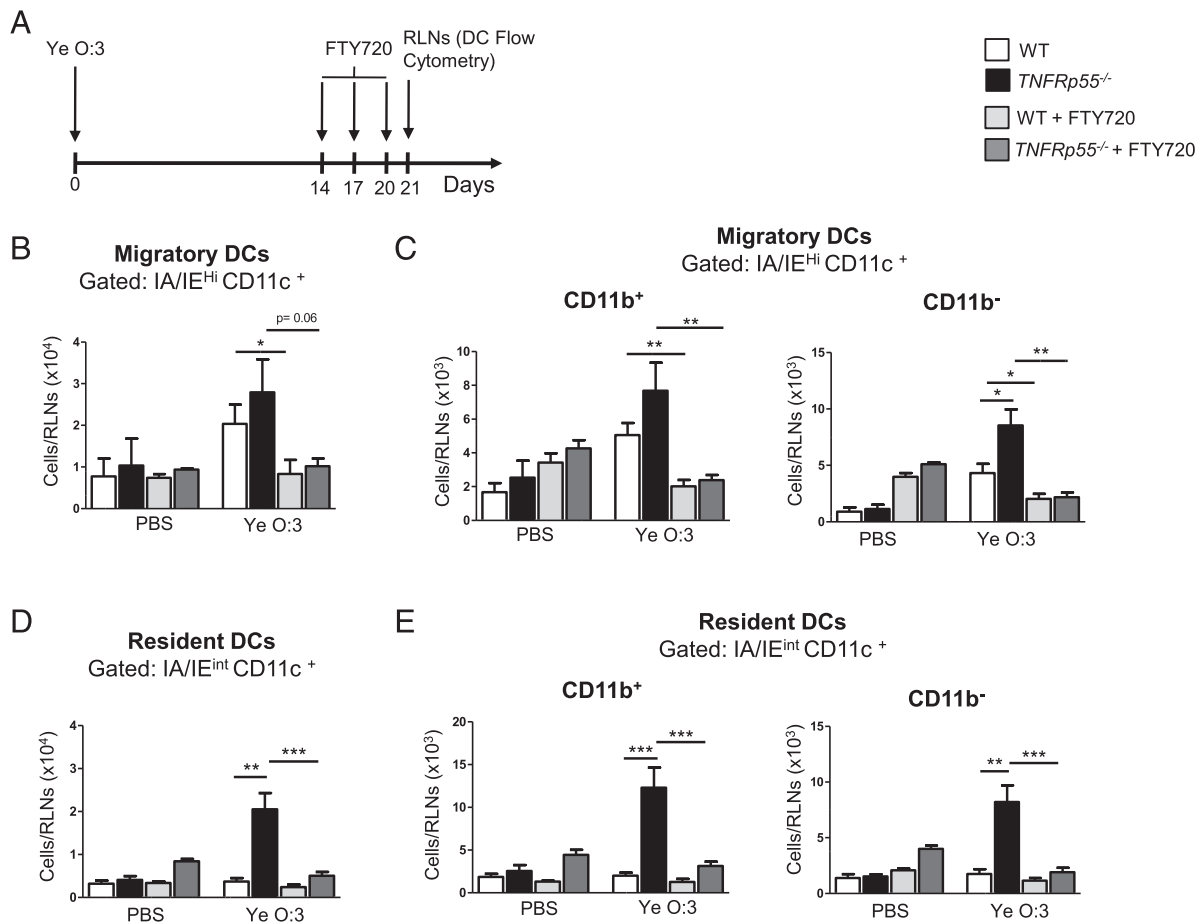 A
Ye O:3
FTY720
RLNs (DC Flow
Cytometry)
0
14
17
20
21
Days
WT
TNFRp55-/-
WT + FTY720
TNFRp55-/- + FTY720
B
Migratory DCs
Gated: IA/IEHi CD11c +
p= 0.06
*
Cells/RLNs (x104)
4
3
2
1
0
PBS
Ye O:3
C
Migratory DCs
Gated: IA/IEHi CD11c +
CD11b+
**
**
Cells/RLNs (x103)
10
8
6
4
2
0
PBS
Ye O:3
CD11b-
**
*
*
Cells/RLNs (x103)
15
10
5
0
PBS
Ye O:3
D
Resident DCs
Gated: IA/IEint CD11c +
***
**
Cells/RLNs (x104)
4
3
2
1
0
PBS
Ye O:3
E
Resident DCs
Gated: IA/IEint CD11c +
CD11b+
***
***
Cells/RLNs (x103)
20
15
10
5
0
PBS
Ye O:3
CD11b-
***
**
Cells/RLNs (x103)
15
10
5
0
PBS
Ye O:3